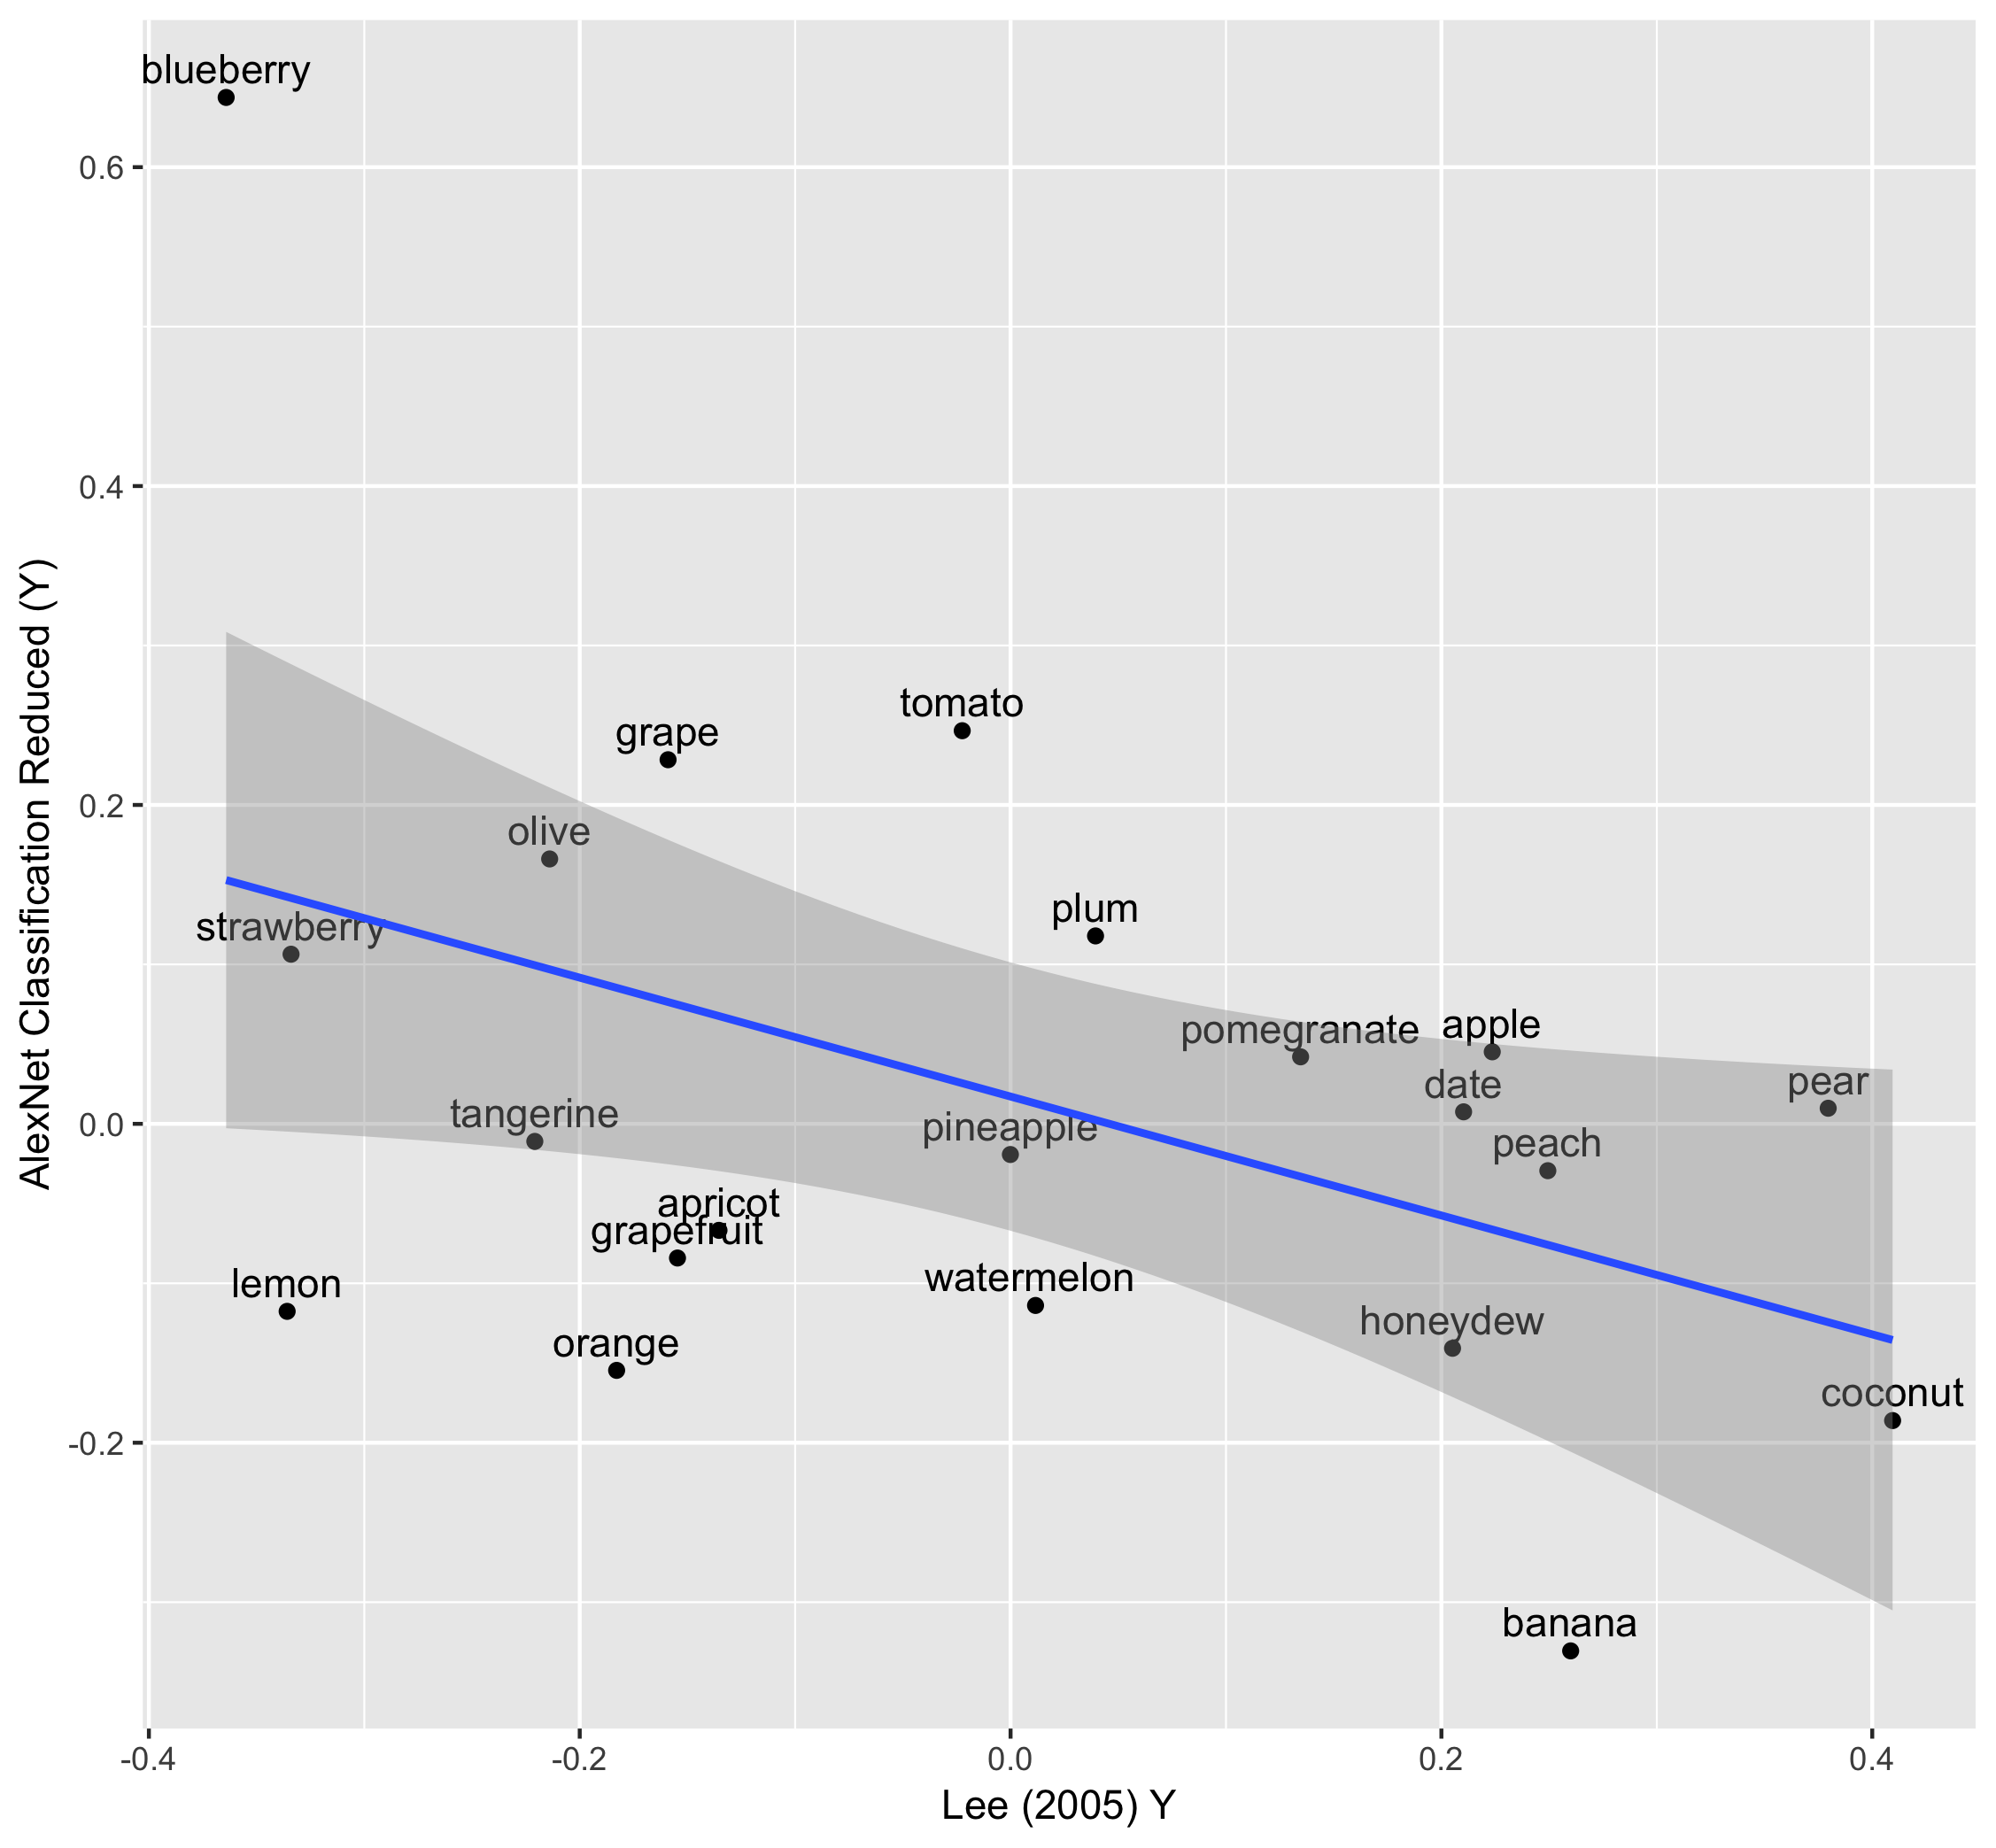 blueberry
0.6
0.4
tomato
grape
0.2
olive
plum
strawberry
apple
pomegranate
date
pear
tangerine
0.0
pineapple
peach
apricot
grapefruit
watermelon
lemon
honeydew
orange
coconut
-0.2
banana
-0.4
-0.2
0.0
0.2
0.4
Lee (2005) Y
AlexNet Classification Reduced (Y)